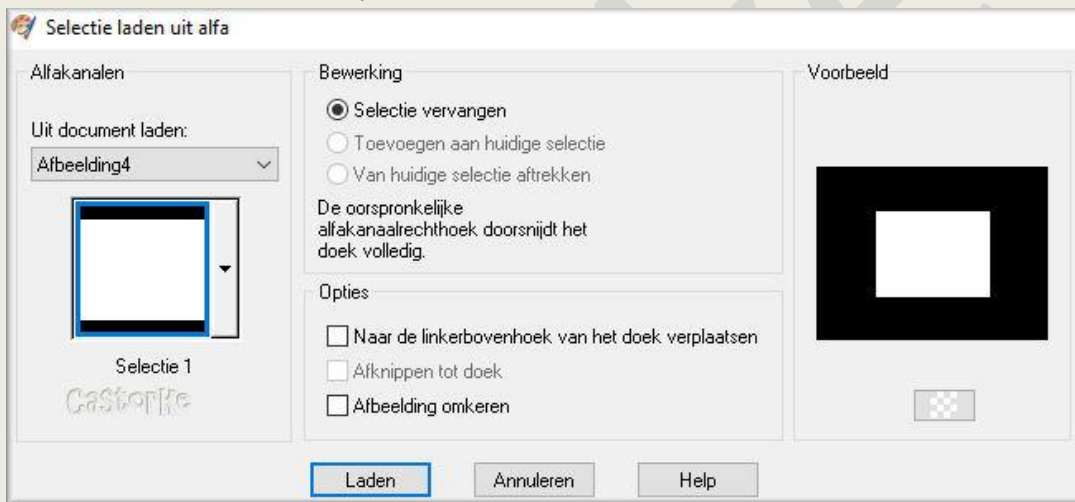 Selectie laden uit alfa
Alfakanalen
Uit document laden:
Afbeelding4
Selectie 1
CaStorKe
Bewerking
Selectie vervangen
Toevoegen aan huidige selectie
Van huidige selectie aftrekken
De oorspronkelijke
alfakanaalrechthoek doorsnijdt het
doek volledig.
Opties
Naar de linkerbovenhoek van het doek verplaatsen
Afknippen tot doek
Afbeelding omkeren
Voorbeeld
Laden
Annuleren
Help